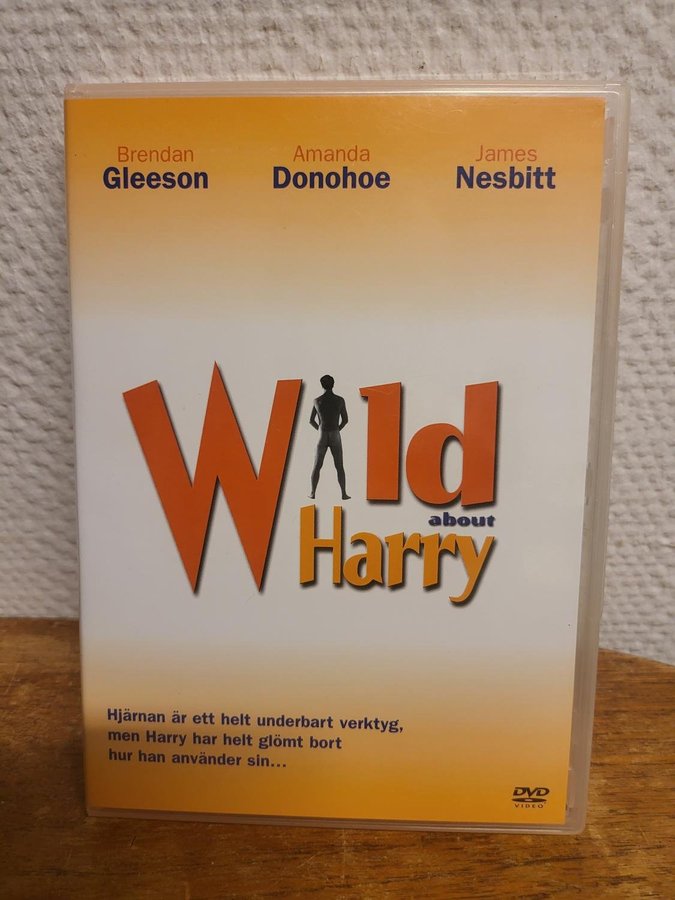 Brendan Amanda James
Gleeson Donohoe Nesbitt
Wild
about
Harry
Hjärnan är ett helt underbart verktyg,
men Harry har helt glömt bort
hur han använder sin...
DVD
VIDEO